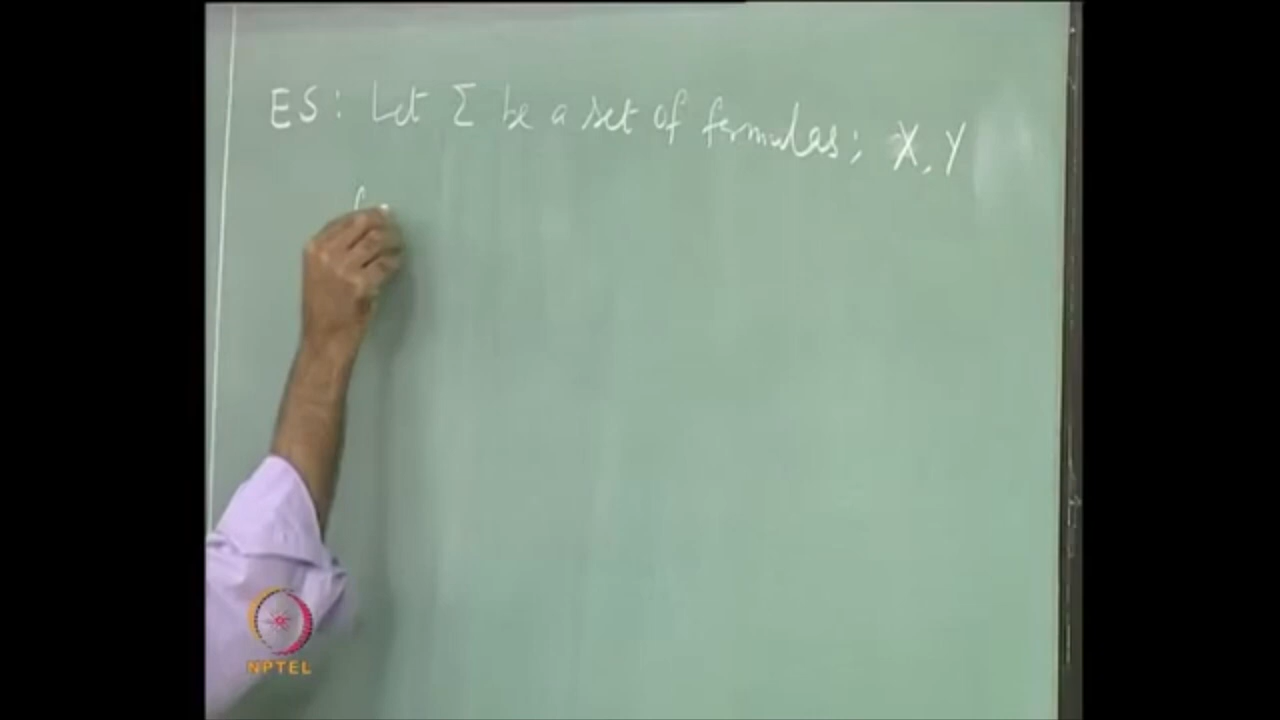 ES: Let Σ be a set of formulas; X, Y
NPTEL